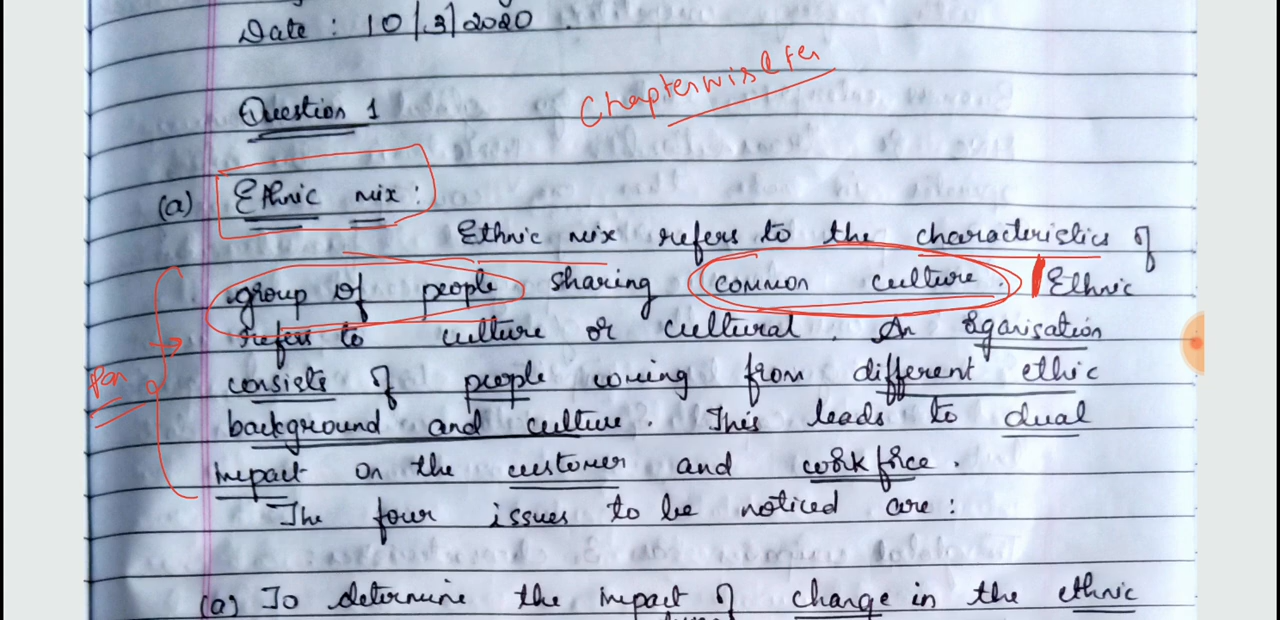 Date : 10/3/2020
Chapterwise
Question 1
(a) Ethnic mix :
Ethnic mix refers to the characteristics of
group of people sharing common culture. Ethnic
refers to culture or cultural. An oganisation
consists of people coming from different ethic
background and culture. This leads to dual
impact on the customer and workforce.
The four issues to be noticed are :
(a) To determine the impact of change in the ethnic